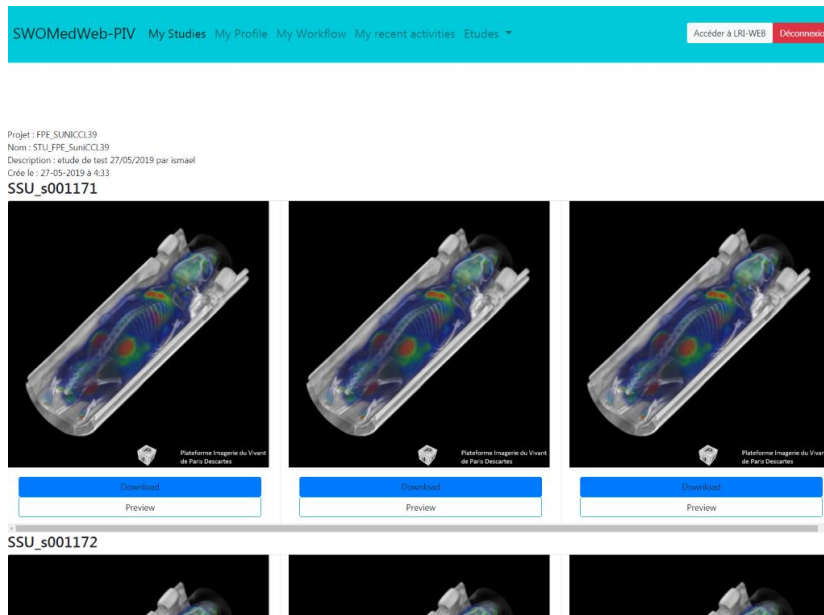 SWOMedWeb-PIV My Studies My Profile My Workflow My recent activities Etudes Accéder à LRI-WEB Déconnexio
Projet : FPE_SUNICCL39
Nom : STU_FPE_SuniCCL39
Description : etude de test 27/05/2019 par ismael
Crée le : 27-05-2019 à 4:33
SSU_s001171
Plateforme Imagerie du Vivant
de Paris Descartes
Plateforme Imagerie du Vivant
de Paris Descartes
Plateforme Imagerie du Vivan
de Paris Descartes
Download Download Download
Preview Preview Preview
SSU_s001172